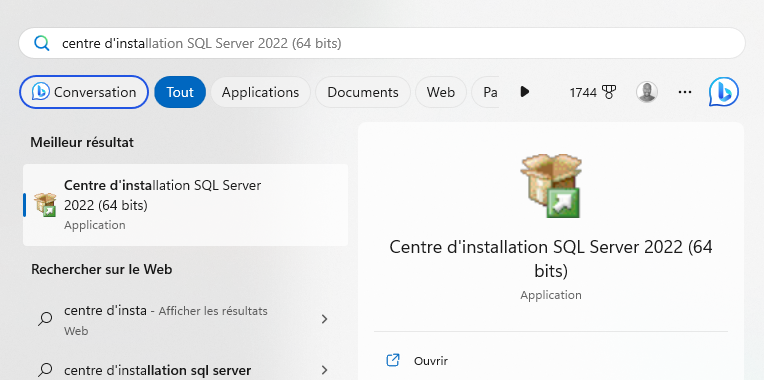 centre d'installation SQL Server 2022 (64 bits)
Conversation
Tout
Applications
Documents
Web
Pa
1744
Meilleur résultat
Centre d'installation SQL Server
2022 (64 bits)
Application
Rechercher sur le Web
centre d'insta - Afficher les résultats
Web
centre d'installation sql server
Centre d'installation SQL Server 2022 (64
bits)
Application
Ouvrir